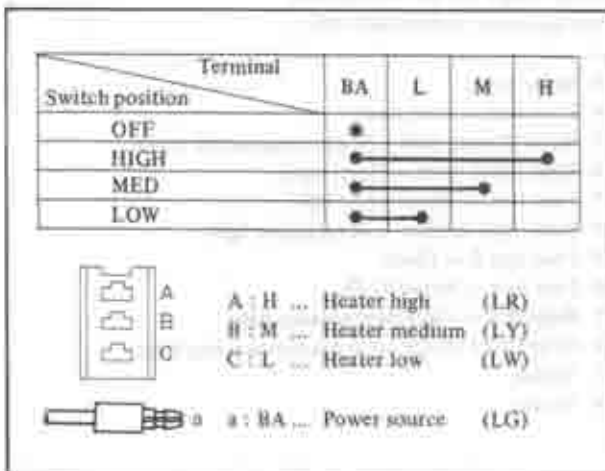 Terminal
Switch position
BA L M H
OFF
HIGH
MED
LOW
A A : H ... Heater high (LR)
B B : M ... Heater medium (LY)
C C : L ... Heater low (LW)
a a : BA ... Power source (LG)